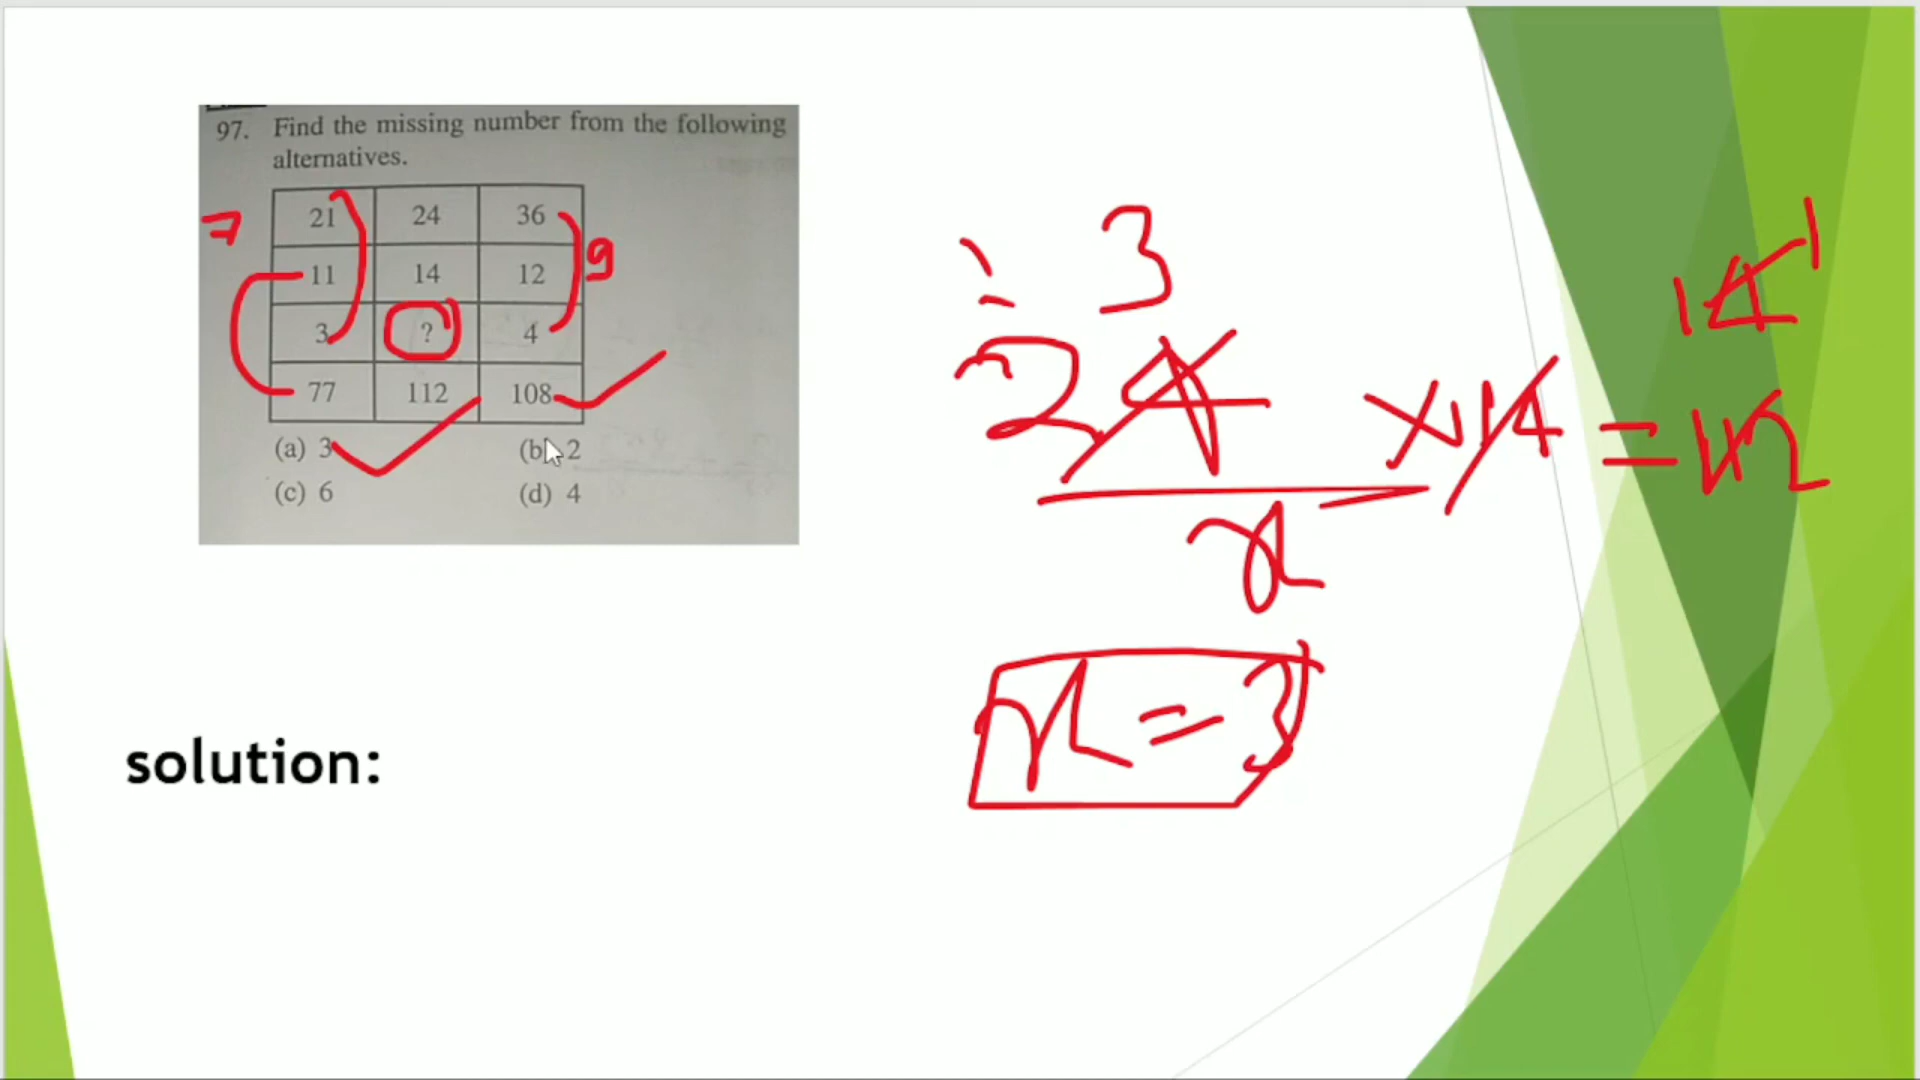 97. Find the missing number from the following
alternatives.
21 24 36
11 14 12
3 ? 4
77 112 108
(a) 3 (b) 2
(c) 6 (d) 4
7
9
3
24 × 14 = 112
x
x = 3
solution: